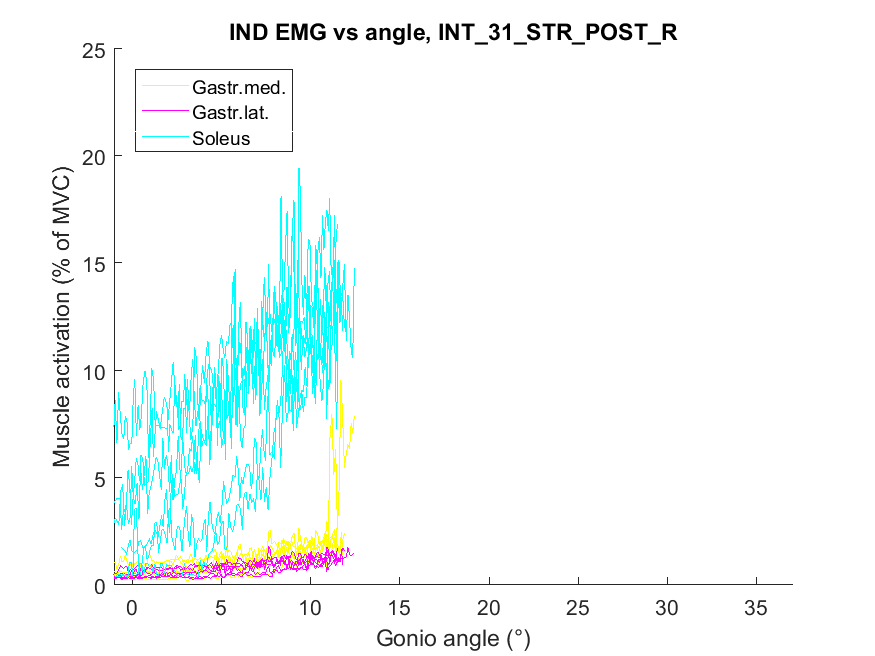 IND EMG vs angle, INT_31_STR_POST_R
25
20
15
10
5
0
Muscle activation (% of MVC)
Gastr.med.
Gastr.lat.
Soleus
0 5 10 15 20 25 30 35
Gonio angle (°)